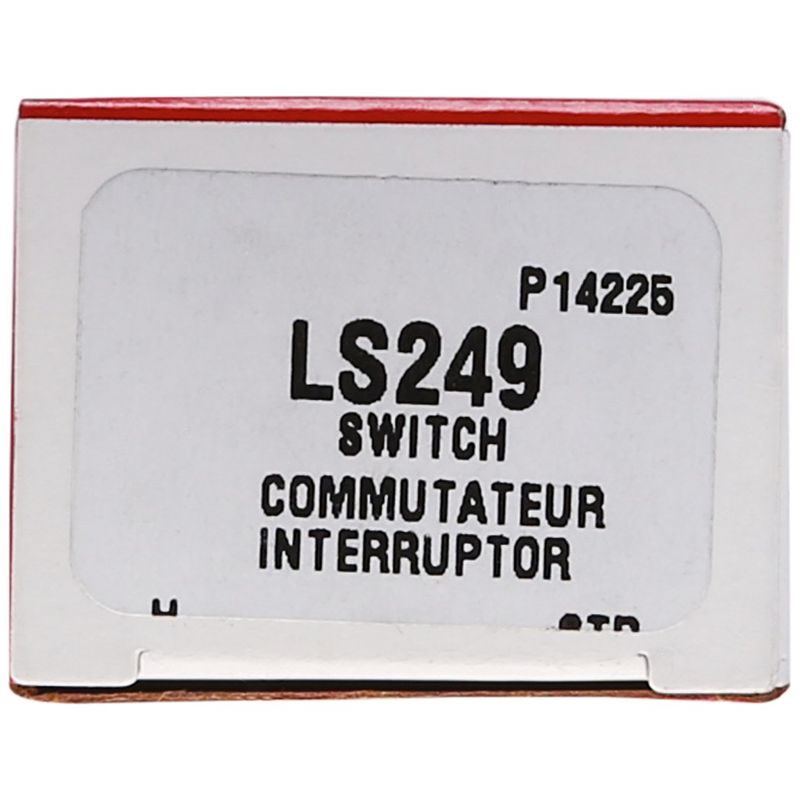 P14225
LS249
SWITCH
COMMUTATEUR
INTERRUPTOR